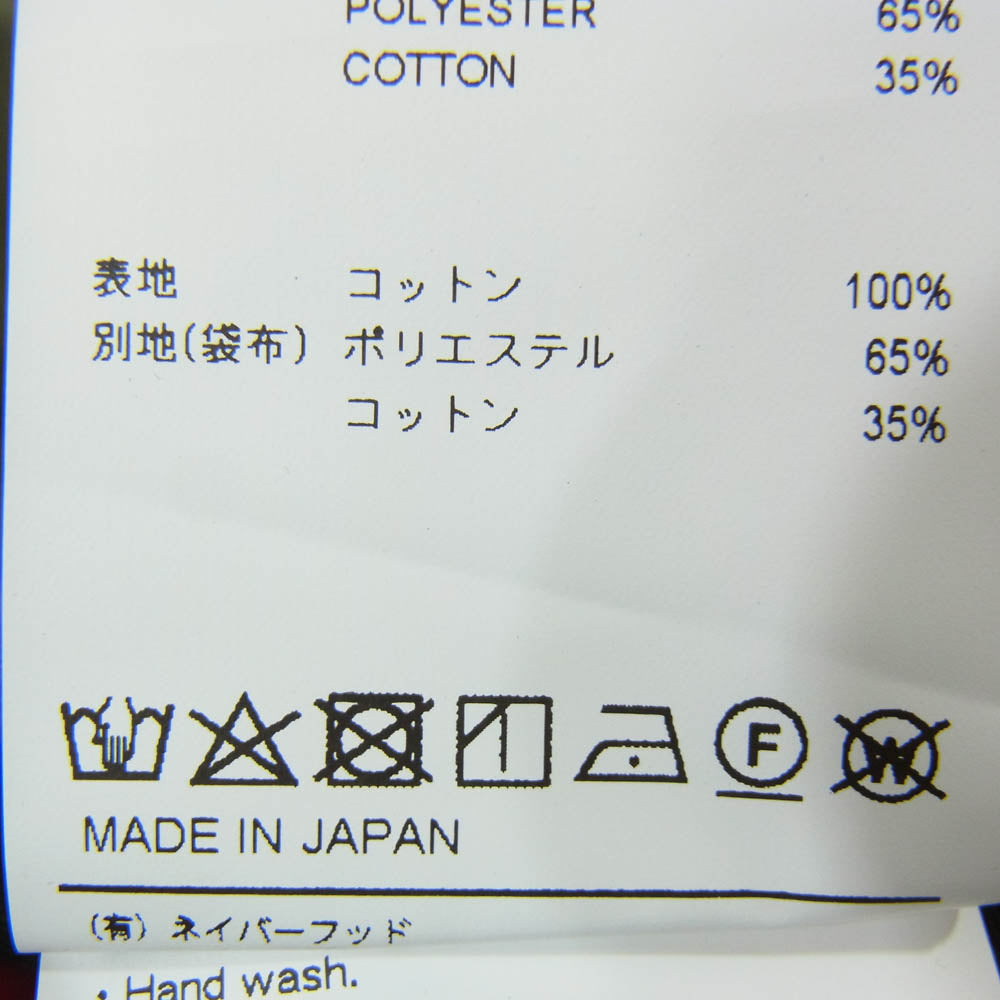 POLYESTER 65%
COTTON 35%
表地 コットン 100%
別地(袋布) ポリエステル 65%
コットン 35%
F W
MADE IN JAPAN
(有) ネイバーフッド
・Hand wash.